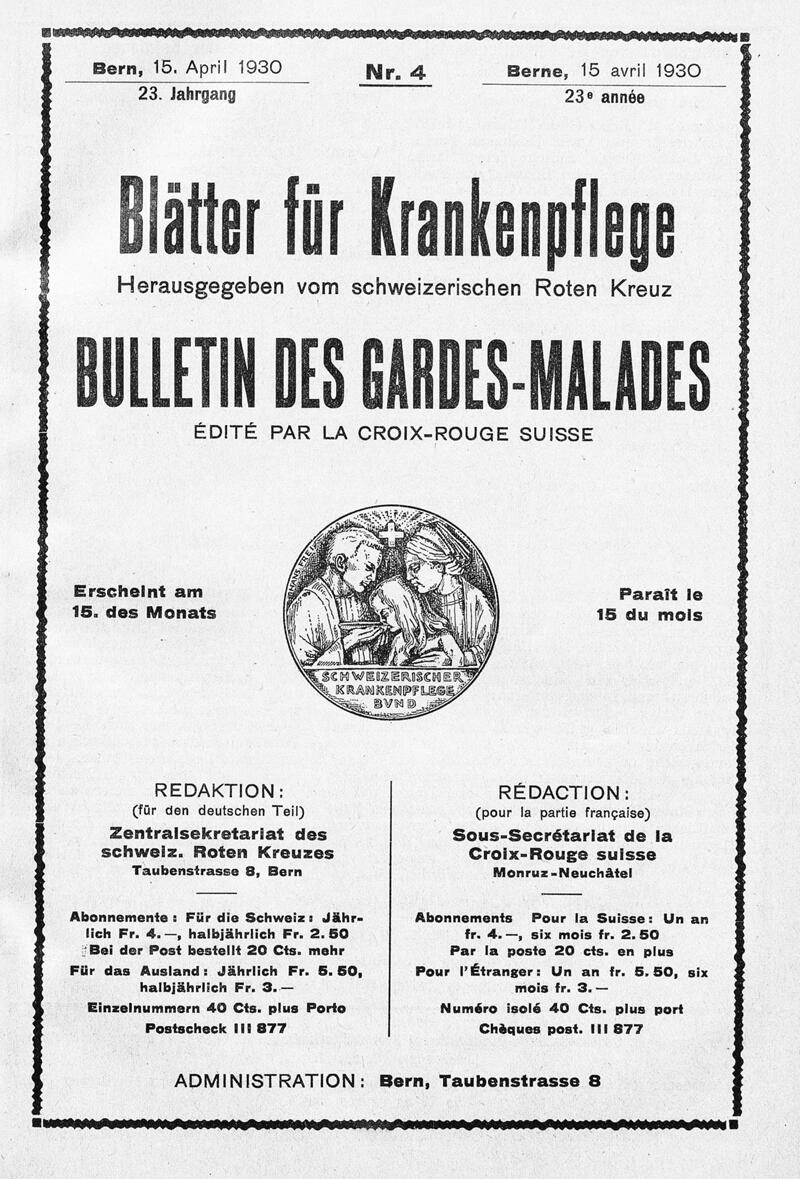 Bern, 15. April 1930
23. Jahrgang
Nr. 4
Berne, 15 avril 1930
23e année
Blätter für Krankenpflege
Herausgegeben vom schweizerischen Roten Kreuz
BULLETIN DES GARDES-MALADES
ÉDITÉ PAR LA CROIX-ROUGE SUISSE
Erscheint am
15. des Monats
HANS FREI
SCHWEIZERISCHER
KRANKENPFLEGE
BVND
Paraît le
15 du mois
REDAKTION:
(für den deutschen Teil)
Zentralsekretariat des
schweiz. Roten Kreuzes
Taubenstrasse 8, Bern
Abonnemente: Für die Schweiz: Jähr-
lich Fr. 4.—, halbjährlich Fr. 2.50
Bei der Post bestellt 20 Cts. mehr
Für das Ausland: Jährlich Fr. 5.50,
halbjährlich Fr. 3.—
Einzelnummern 40 Cts. plus Porto
Postscheck III 877
RÉDACTION:
(pour la partie française)
Sous-Secrétariat de la
Croix-Rouge suisse
Monruz-Neuchâtel
Abonnements Pour la Suisse: Un an
fr. 4.—, six mois fr. 2.50
Par la poste 20 cts. en plus
Pour l'Étranger: Un an fr. 5.50, six
mois fr. 3.—
Numéro isolé 40 Cts. plus port
Chèques post. III 877
ADMINISTRATION: Bern, Taubenstrasse 8